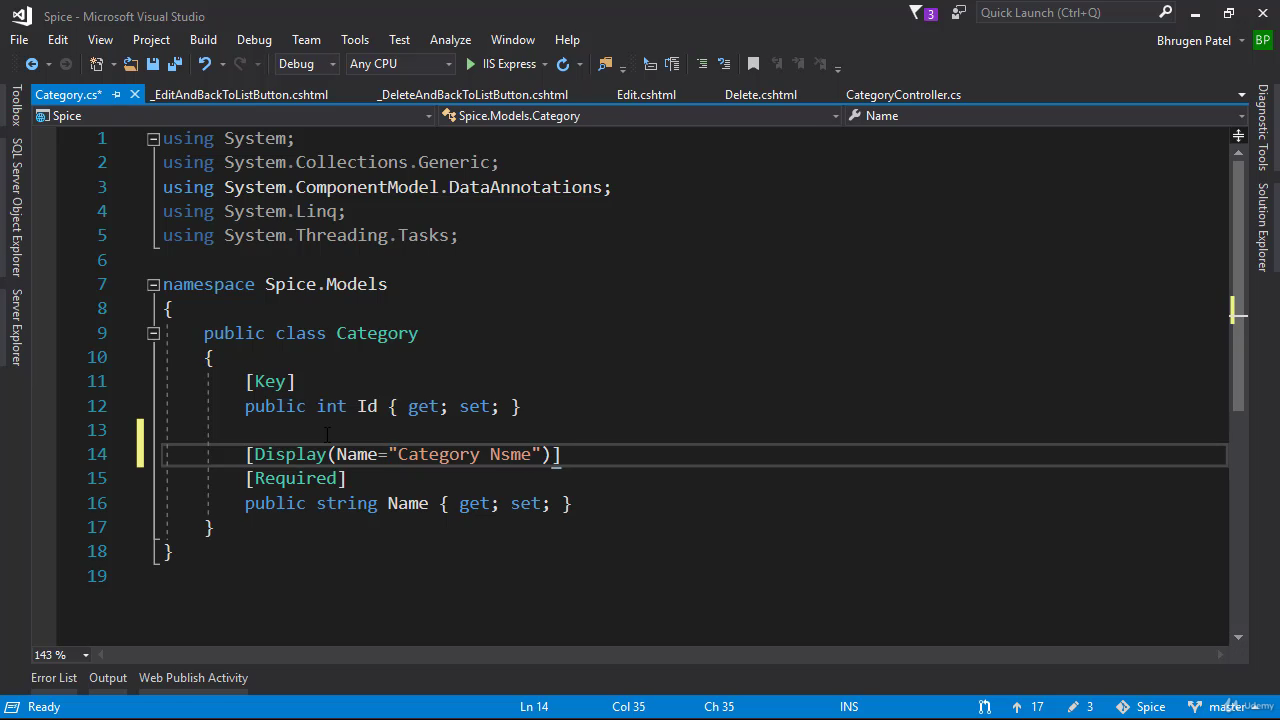 Spice - Microsoft Visual Studio
3
Quick Launch (Ctrl+Q)
File Edit View Project Build Debug Team Tools Test Analyze Window Help
Bhrugen Patel BP
Debug Any CPU IIS Express
Category.cs* _EditAndBackToListButton.cshtml _DeleteAndBackToListButton.cshtml Edit.cshtml Delete.cshtml CategoryController.cs
Spice Spice.Models.Category Name
Toolbox
SQL Server Object Explorer
Server Explorer
Diagnostic Tools
Solution Explorer
1 using System;
2 using System.Collections.Generic;
3 using System.ComponentModel.DataAnnotations;
4 using System.Linq;
5 using System.Threading.Tasks;
6
7 namespace Spice.Models
8 {
9 public class Category
10 {
11 [Key]
12 public int Id { get; set; }
13
14 [Display(Name="Category Nsme")]
15 [Required]
16 public string Name { get; set; }
17 }
18 }
19
143 %
Error List Output Web Publish Activity
Ready Ln 14 Col 35 Ch 35 INS 17 3 Spice master
Udemy